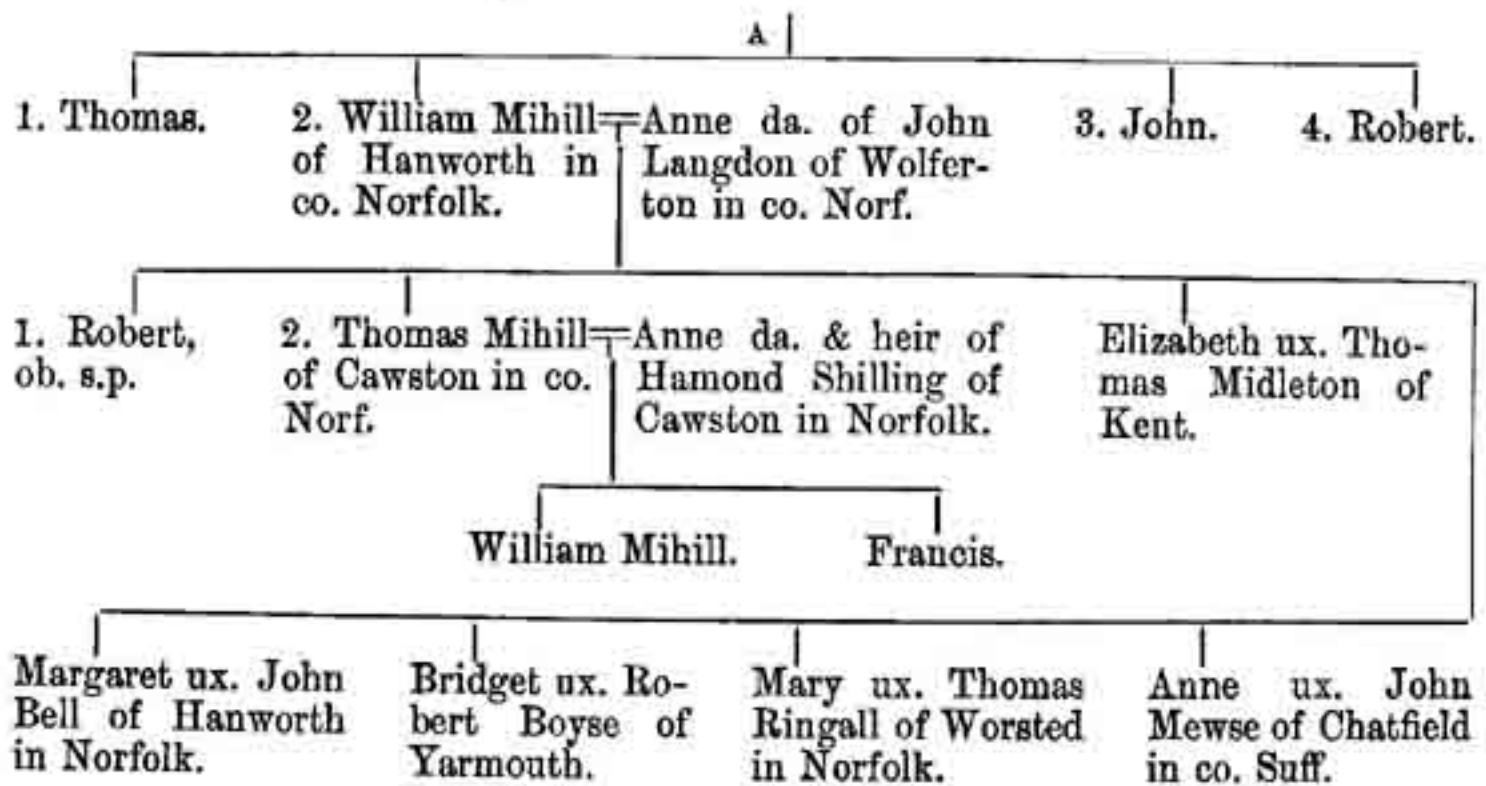 A
1. Thomas.
2. William Mihill
of Hanworth in
co. Norfolk.
Anne da. of John
Langdon of Wolfer-
ton in co. Norf.
3. John.
4. Robert.
1. Robert,
ob. s.p.
2. Thomas Mihill
of Cawston in co.
Norf.
Anne da. & heir of
Hamond Shilling of
Cawston in Norfolk.
Elizabeth ux. Tho-
mas Midleton of
Kent.
William Mihill.
Francis.
Margaret ux. John
Bell of Hanworth
in Norfolk.
Bridget ux. Ro-
bert Boyse of
Yarmouth.
Mary ux. Thomas
Ringall of Worsted
in Norfolk.
Anne ux. John
Mewse of Chatfield
in co. Suff.